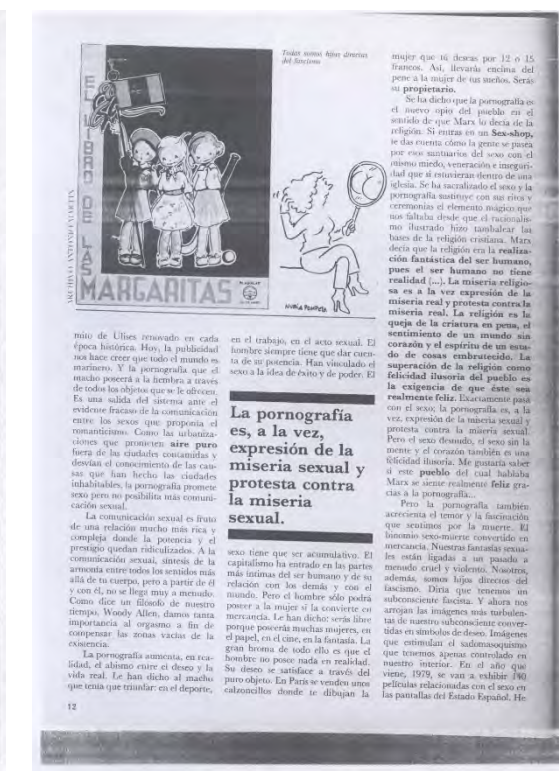 EL LIBRO DE LAS
MARGARITAS
Todos somos hijos directos
del fascismo
NURIA POMPEIA
mito de Ulises renovado en cada
época histórica. Hoy, la publicidad
nos hace creer que todo el mundo es
marinero. Y la pornografía que el
macho poseerá a la hembra a través
de todos los objetos que se le ofrecen.
Es una salida del sistema ante el
evidente fracaso de la comunicación
entre los sexos que proponía el
romanticismo. Como las urbaniza-
ciones que prometen aire puro
fuera de las ciudades contamidas y
desvían el conocimiento de las cau-
sas que han hecho las ciudades
inhabitables, la pornografía promete
sexo pero no posibilita más comuni-
cación sexual.
La comunicación sexual es fruto
de una relación mucho más rica y
compleja donde la potencia y el
prestigio quedan ridiculizados. A la
comunicación sexual, síntesis de la
armonía entre todos los sentidos más
allá de tu cuerpo, pero a partir de él
y con él, no se llega muy a menudo.
Como dice un filósofo de nuestro
tiempo, Woody Allen, damos tanta
importancia al orgasmo a fin de
compensar las zonas vacías de la
existencia.
La pornografía aumenta, en rea-
lidad, el abismo entre el deseo y la
vida real. Le han dicho al macho
que tenía que triunfar: en el deporte,
12
en el trabajo, en el acto sexual. El
hombre siempre tiene que dar cuen-
ta de su potencia. Han vinculado el
sexo a la idea de éxito y de poder. El
La pornografía
es, a la vez,
expresión de la
miseria sexual y
protesta contra
la miseria
sexual.
sexo tiene que ser acumulativo. El
capitalismo ha entrado en las partes
más íntimas del ser humano y de su
relación con los demás y con el
mundo. Pero el hombre sólo podrá
poseer a la mujer si la convierte en
mercancía. Le han dicho: serás libre
porque poseerás muchas mujeres, en
el papel, en el cine, en la fantasía. La
gran broma de todo ello es que el
hombre no posee nada en realidad.
Su deseo se satisface a través del
puro objeto. En París se venden unos
calzoncillos donde te dibujan la
mujer que tú deseas por 12 o 15
francos. Así, llevarás encima del
pene a la mujer de tus sueños. Serás
su propietario.
Se ha dicho que la pornografía es
el nuevo opio del pueblo en el
sentido de que Marx lo decía de la
religión. Si entras en un Sex-shop,
te das cuenta cómo la gente se pasea
por esos santuarios del sexo con el
mismo miedo, veneración e insegurí-
dad que si estuvieran dentro de una
iglesia. Se ha sacralizado el sexo y la
pornografía sustituye con sus ritos y
ceremonias el elemento mágico que
nos faltaba desde que el racionalis-
mo ilustrado hizo tambalear las
bases de la religión cristiana. Marx
decía que la religión era la realiza-
ción fantástica del ser humano,
pues el ser humano no tiene
realidad (...). La miseria religio-
sa es a la vez expresión de la
miseria real y protesta contra la
miseria real. La religión es la
queja de la criatura en pena, el
sentimiento de un mundo sin
corazón y el espíritu de un esta-
do de cosas embrutecido. La
superación de la religión como
felicidad ilusoria del pueblo es
la exigencia de que éste sea
realmente feliz. Exactamente pasa
con el sexo; la pornografía es, a la
vez, expresión de la miseria sexual y
protesta contra la miseria sexual.
Pero el sexo desnudo, el sexo sin la
mente y el corazón también es una
felicidad ilusoria. Me gustaría saber
si este pueblo del cual hablaba
Marx se siente realmente feliz gra-
cias a la pornografía...
Pero la pornografía también
acrecienta el temor y la fascinación
que sentimos por la muerte. El
binomio sexo-muerte convertido en
mercancía. Nuestras fantasías sexua-
les están ligadas a un pasado a
menudo cruel y violento. Nosotros,
además, somos hijos directos del
fascismo. Diría que tenemos un
subconsciente fascista. Y ahora nos
arrojan las imágenes más turbulen-
tas de nuestro subconsciente conver-
tidas en símbolos de deseo. Imágenes
que estimulan el sadomasoquismo
que tenemos apenas controlado en
nuestro interior. En el año que
viene, 1979, se van a exhibir 140
películas relacionadas con el sexo en
las pantallas del Estado Español. He